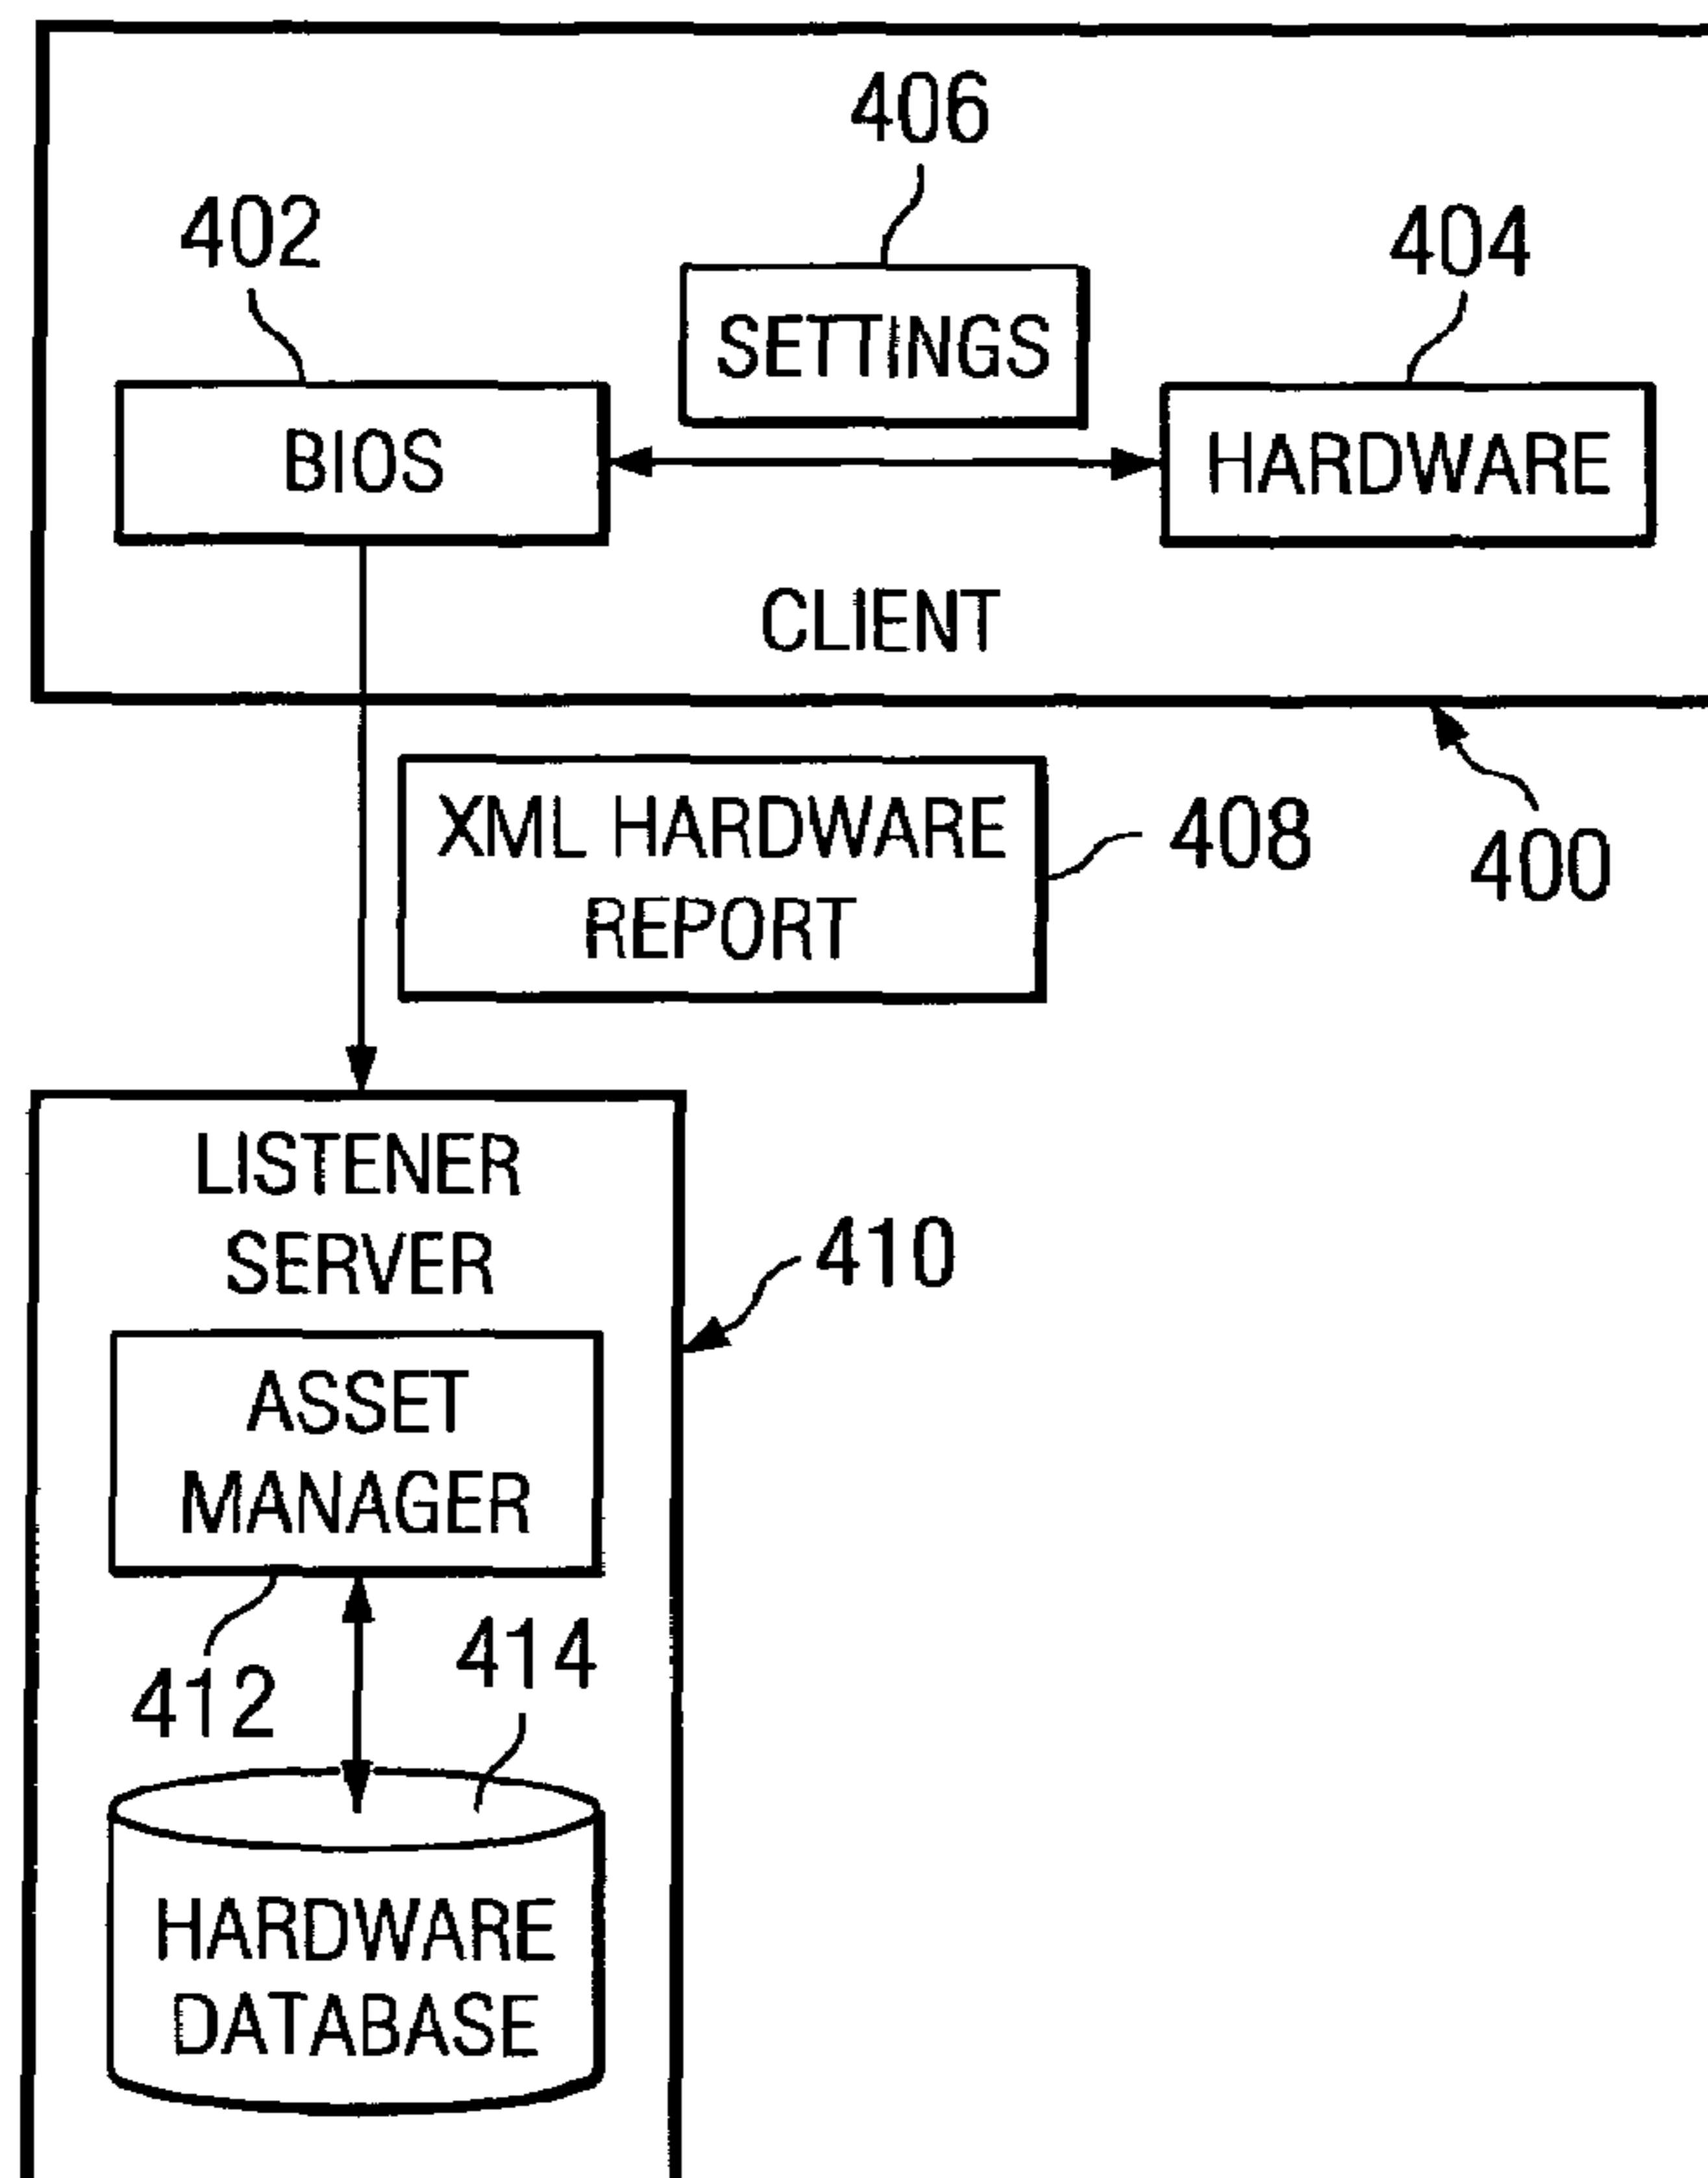 406
402
404
SETTINGS
BIOS
HARDWARE
CLIENT
XML HARDWARE
REPORT
408
400
LISTENER
SERVER
410
ASSET
MANAGER
412
414
HARDWARE
DATABASE